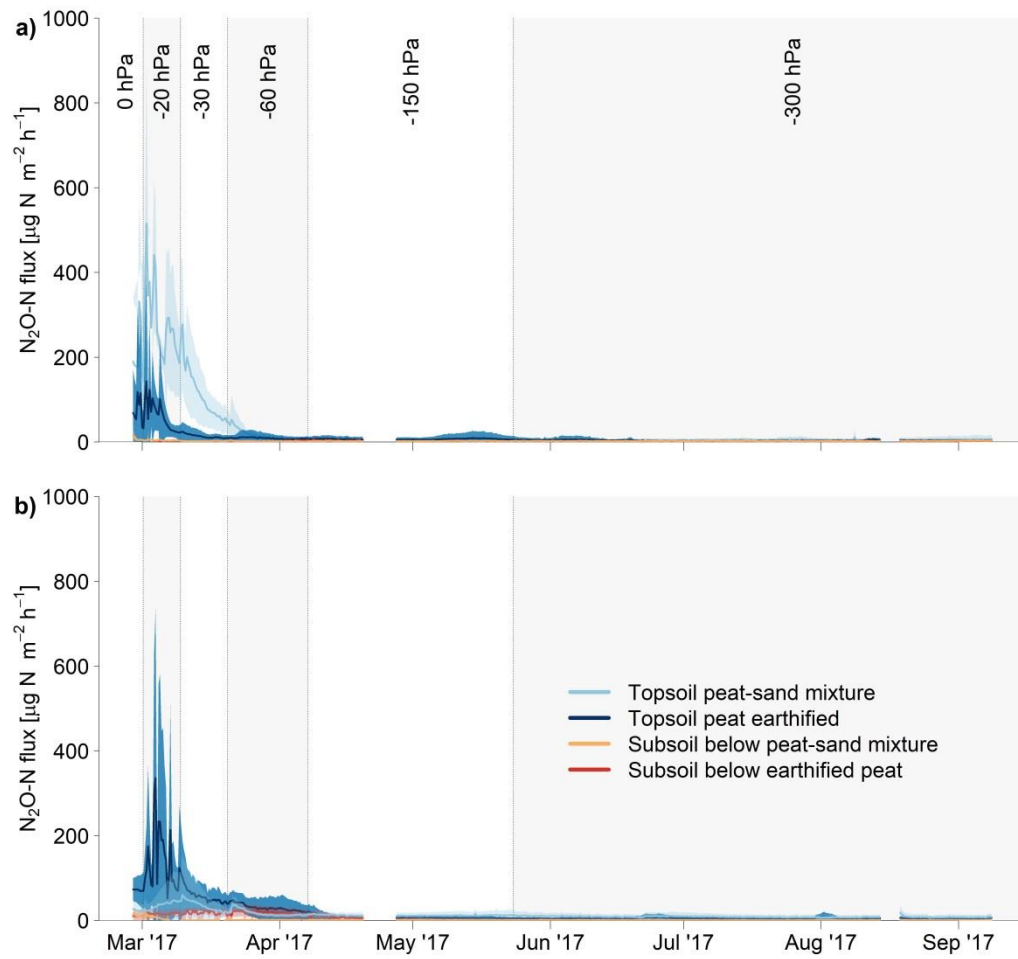 a)
1000
800
600
400
200
0
N₂O-N flux [µg N m⁻² h⁻¹]
0 hPa
-20 hPa
-30 hPa
-60 hPa
-150 hPa
-300 hPa
b)
1000
800
600
400
200
0
N₂O-N flux [µg N m⁻² h⁻¹]
Topsoil peat-sand mixture
Topsoil peat earthified
Subsoil below peat-sand mixture
Subsoil below earthified peat
Mar '17 Apr '17 May '17 Jun '17 Jul '17 Aug '17 Sep '17